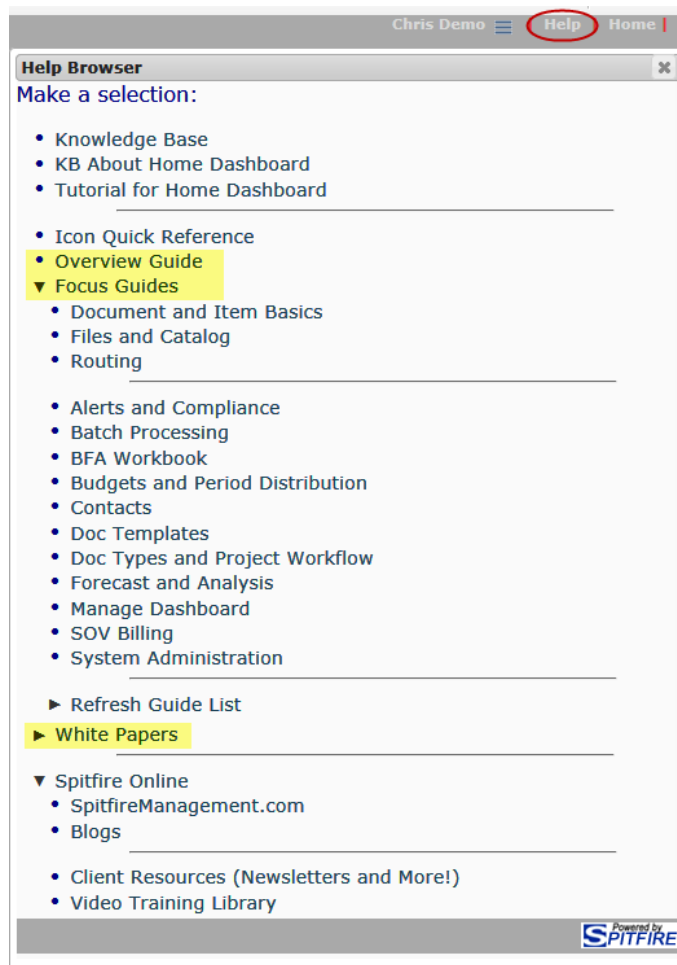 Chris Demo Help Home |
Help Browser
Make a selection:
• Knowledge Base
• KB About Home Dashboard
• Tutorial for Home Dashboard
• Icon Quick Reference
• Overview Guide
▼ Focus Guides
• Document and Item Basics
• Files and Catalog
• Routing
• Alerts and Compliance
• Batch Processing
• BFA Workbook
• Budgets and Period Distribution
• Contacts
• Doc Templates
• Doc Types and Project Workflow
• Forecast and Analysis
• Manage Dashboard
• SOV Billing
• System Administration
► Refresh Guide List
► White Papers
▼ Spitfire Online
• SpitfireManagement.com
• Blogs
• Client Resources (Newsletters and More!)
• Video Training Library
Powered by
SPITFIRE